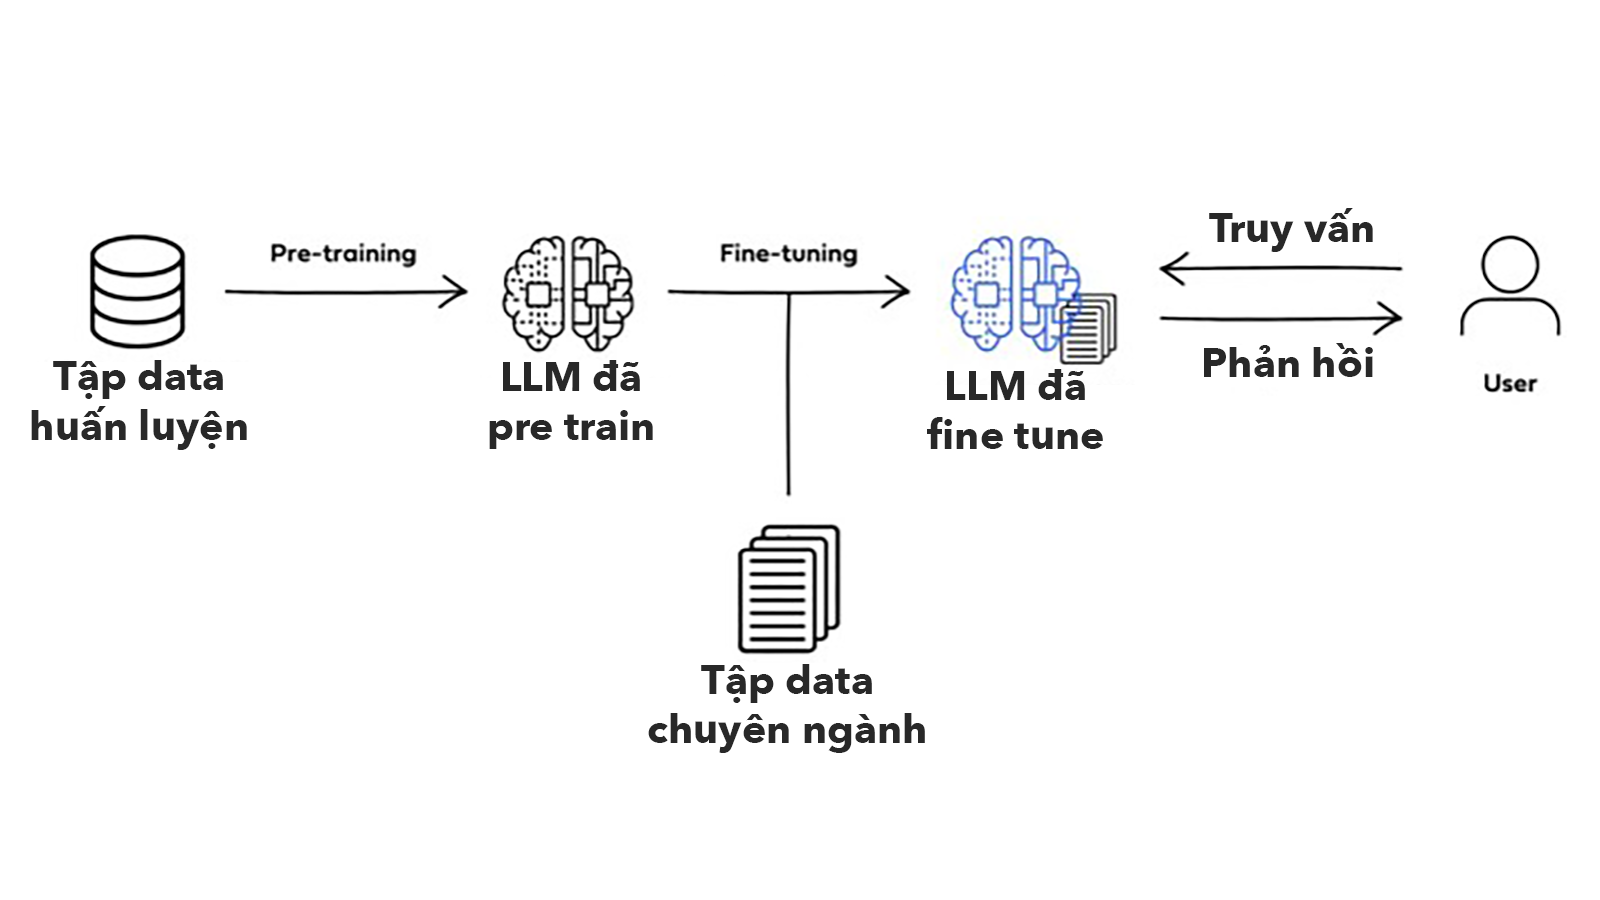 Pre-training
Fine-tuning
Truy vấn
Tập data
huấn luyện
LLM đã
pre train
LLM đã
fine tune
Phản hồi
User
Tập data
chuyên ngành